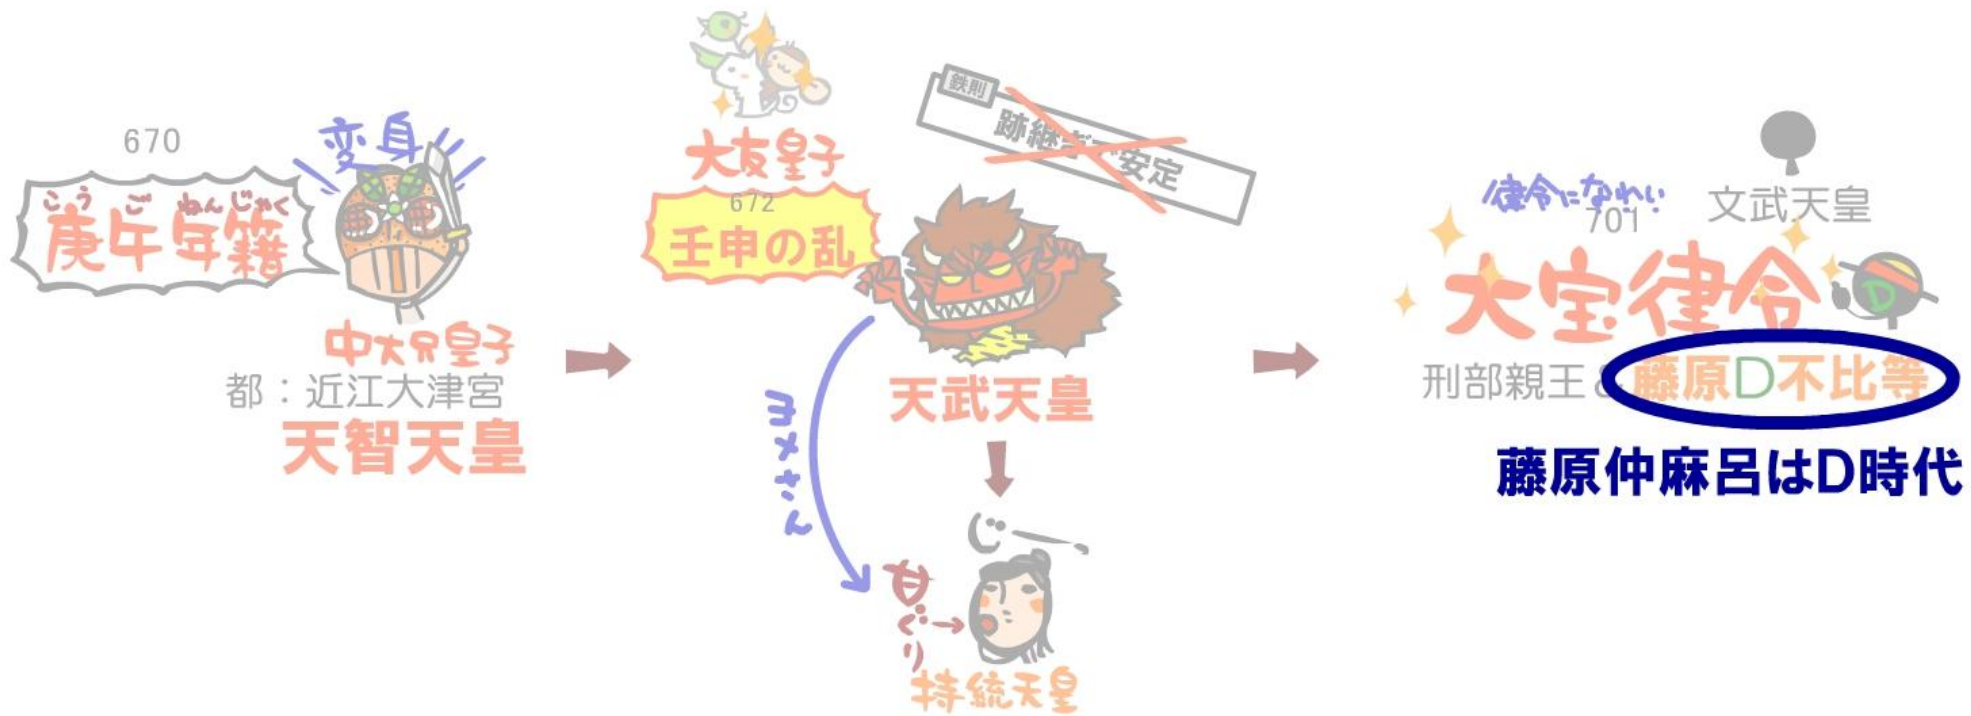 670
変身
こうごねんじゃく
庚午年籍
中大兄皇子
都：近江大津宮
天智天皇
大友皇子
672
壬申の乱
鉄則
跡継ぎで安定
天武天皇
ヨメさん
じーっ
甘ぐり
持統天皇
律令になれい
701
文武天皇
大宝律令
D
刑部親王&藤原D不比等
藤原仲麻呂はD時代